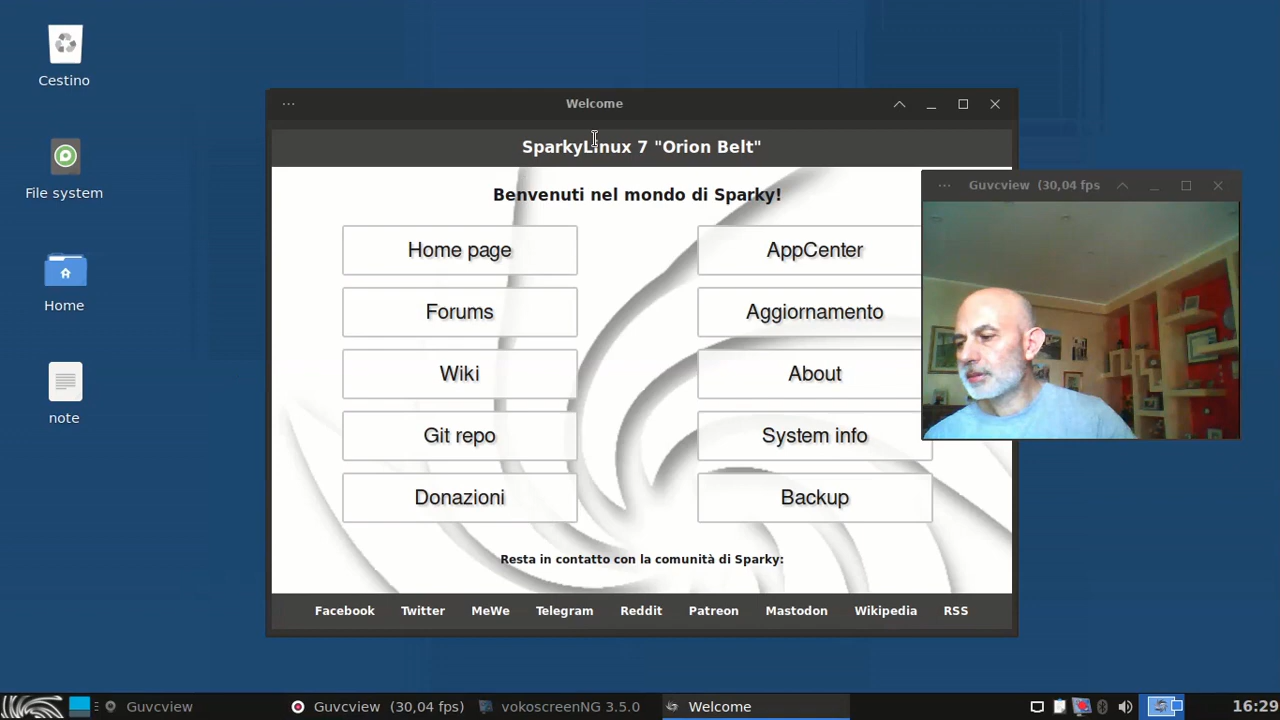 Cestino
File system
Home
note
Welcome
SparkyLinux 7 "Orion Belt"
Benvenuti nel mondo di Sparky!
Home page
AppCenter
Forums
Aggiornamento
Wiki
About
Git repo
System info
Donazioni
Backup
Resta in contatto con la comunità di Sparky:
Facebook Twitter MeWe Telegram Reddit Patreon Mastodon Wikipedia RSS
Guvcview (30,04 fps
Guvcview
Guvcview (30,04 fps)
vokoscreenNG 3.5.0
Welcome
16:29